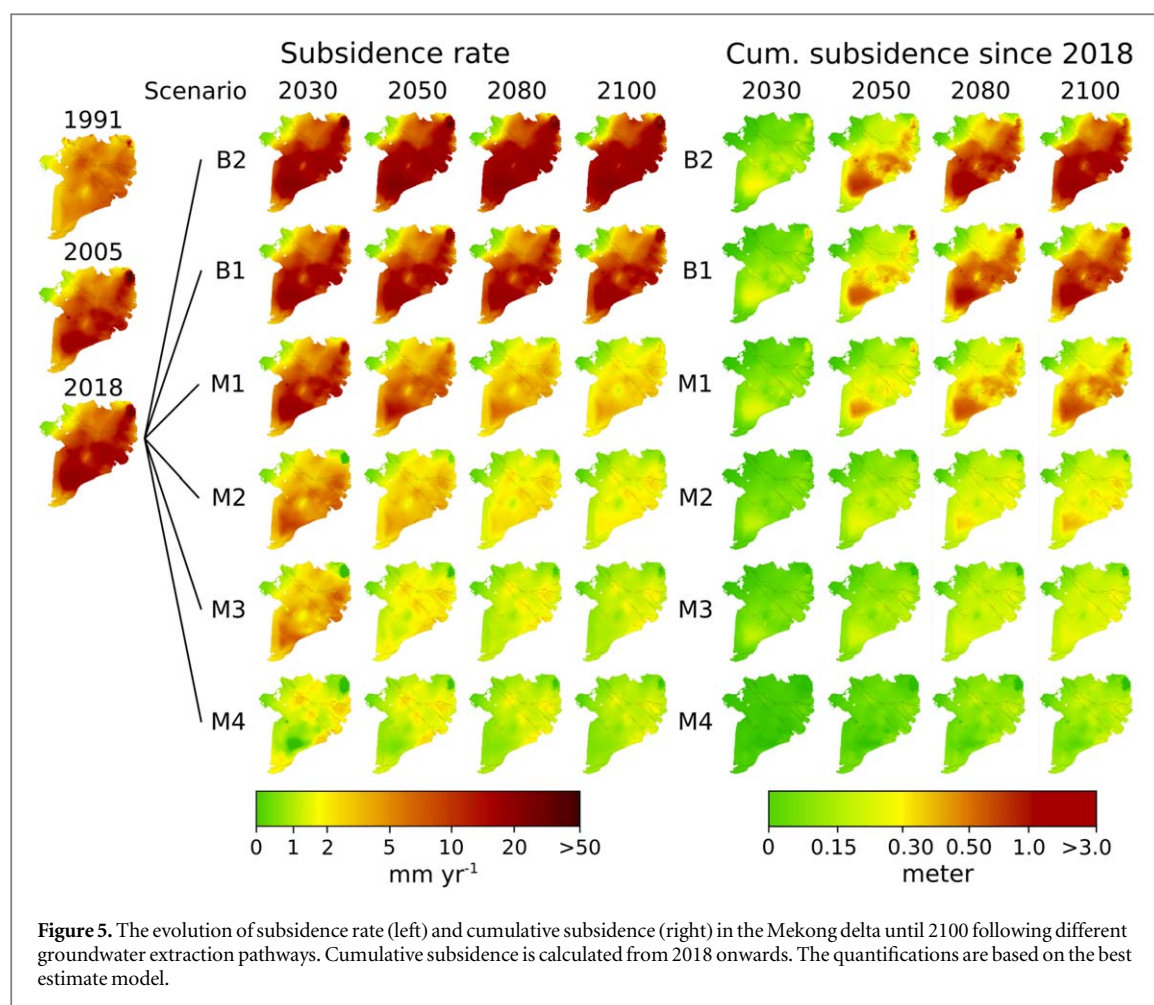 Subsidence rate
Cum. subsidence since 2018
Scenario 2030 2050 2080 2100
2030 2050 2080 2100
1991
2005
2018
B2
B1
M1
M2
M3
M4
B2
B1
M1
M2
M3
M4
0 1 2 5 10 20 >50
mm yr⁻¹
0 0.15 0.30 0.50 1.0 >3.0
meter
Figure 5. The evolution of subsidence rate (left) and cumulative subsidence (right) in the Mekong delta until 2100 following different
groundwater extraction pathways. Cumulative subsidence is calculated from 2018 onwards. The quantifications are based on the best
estimate model.